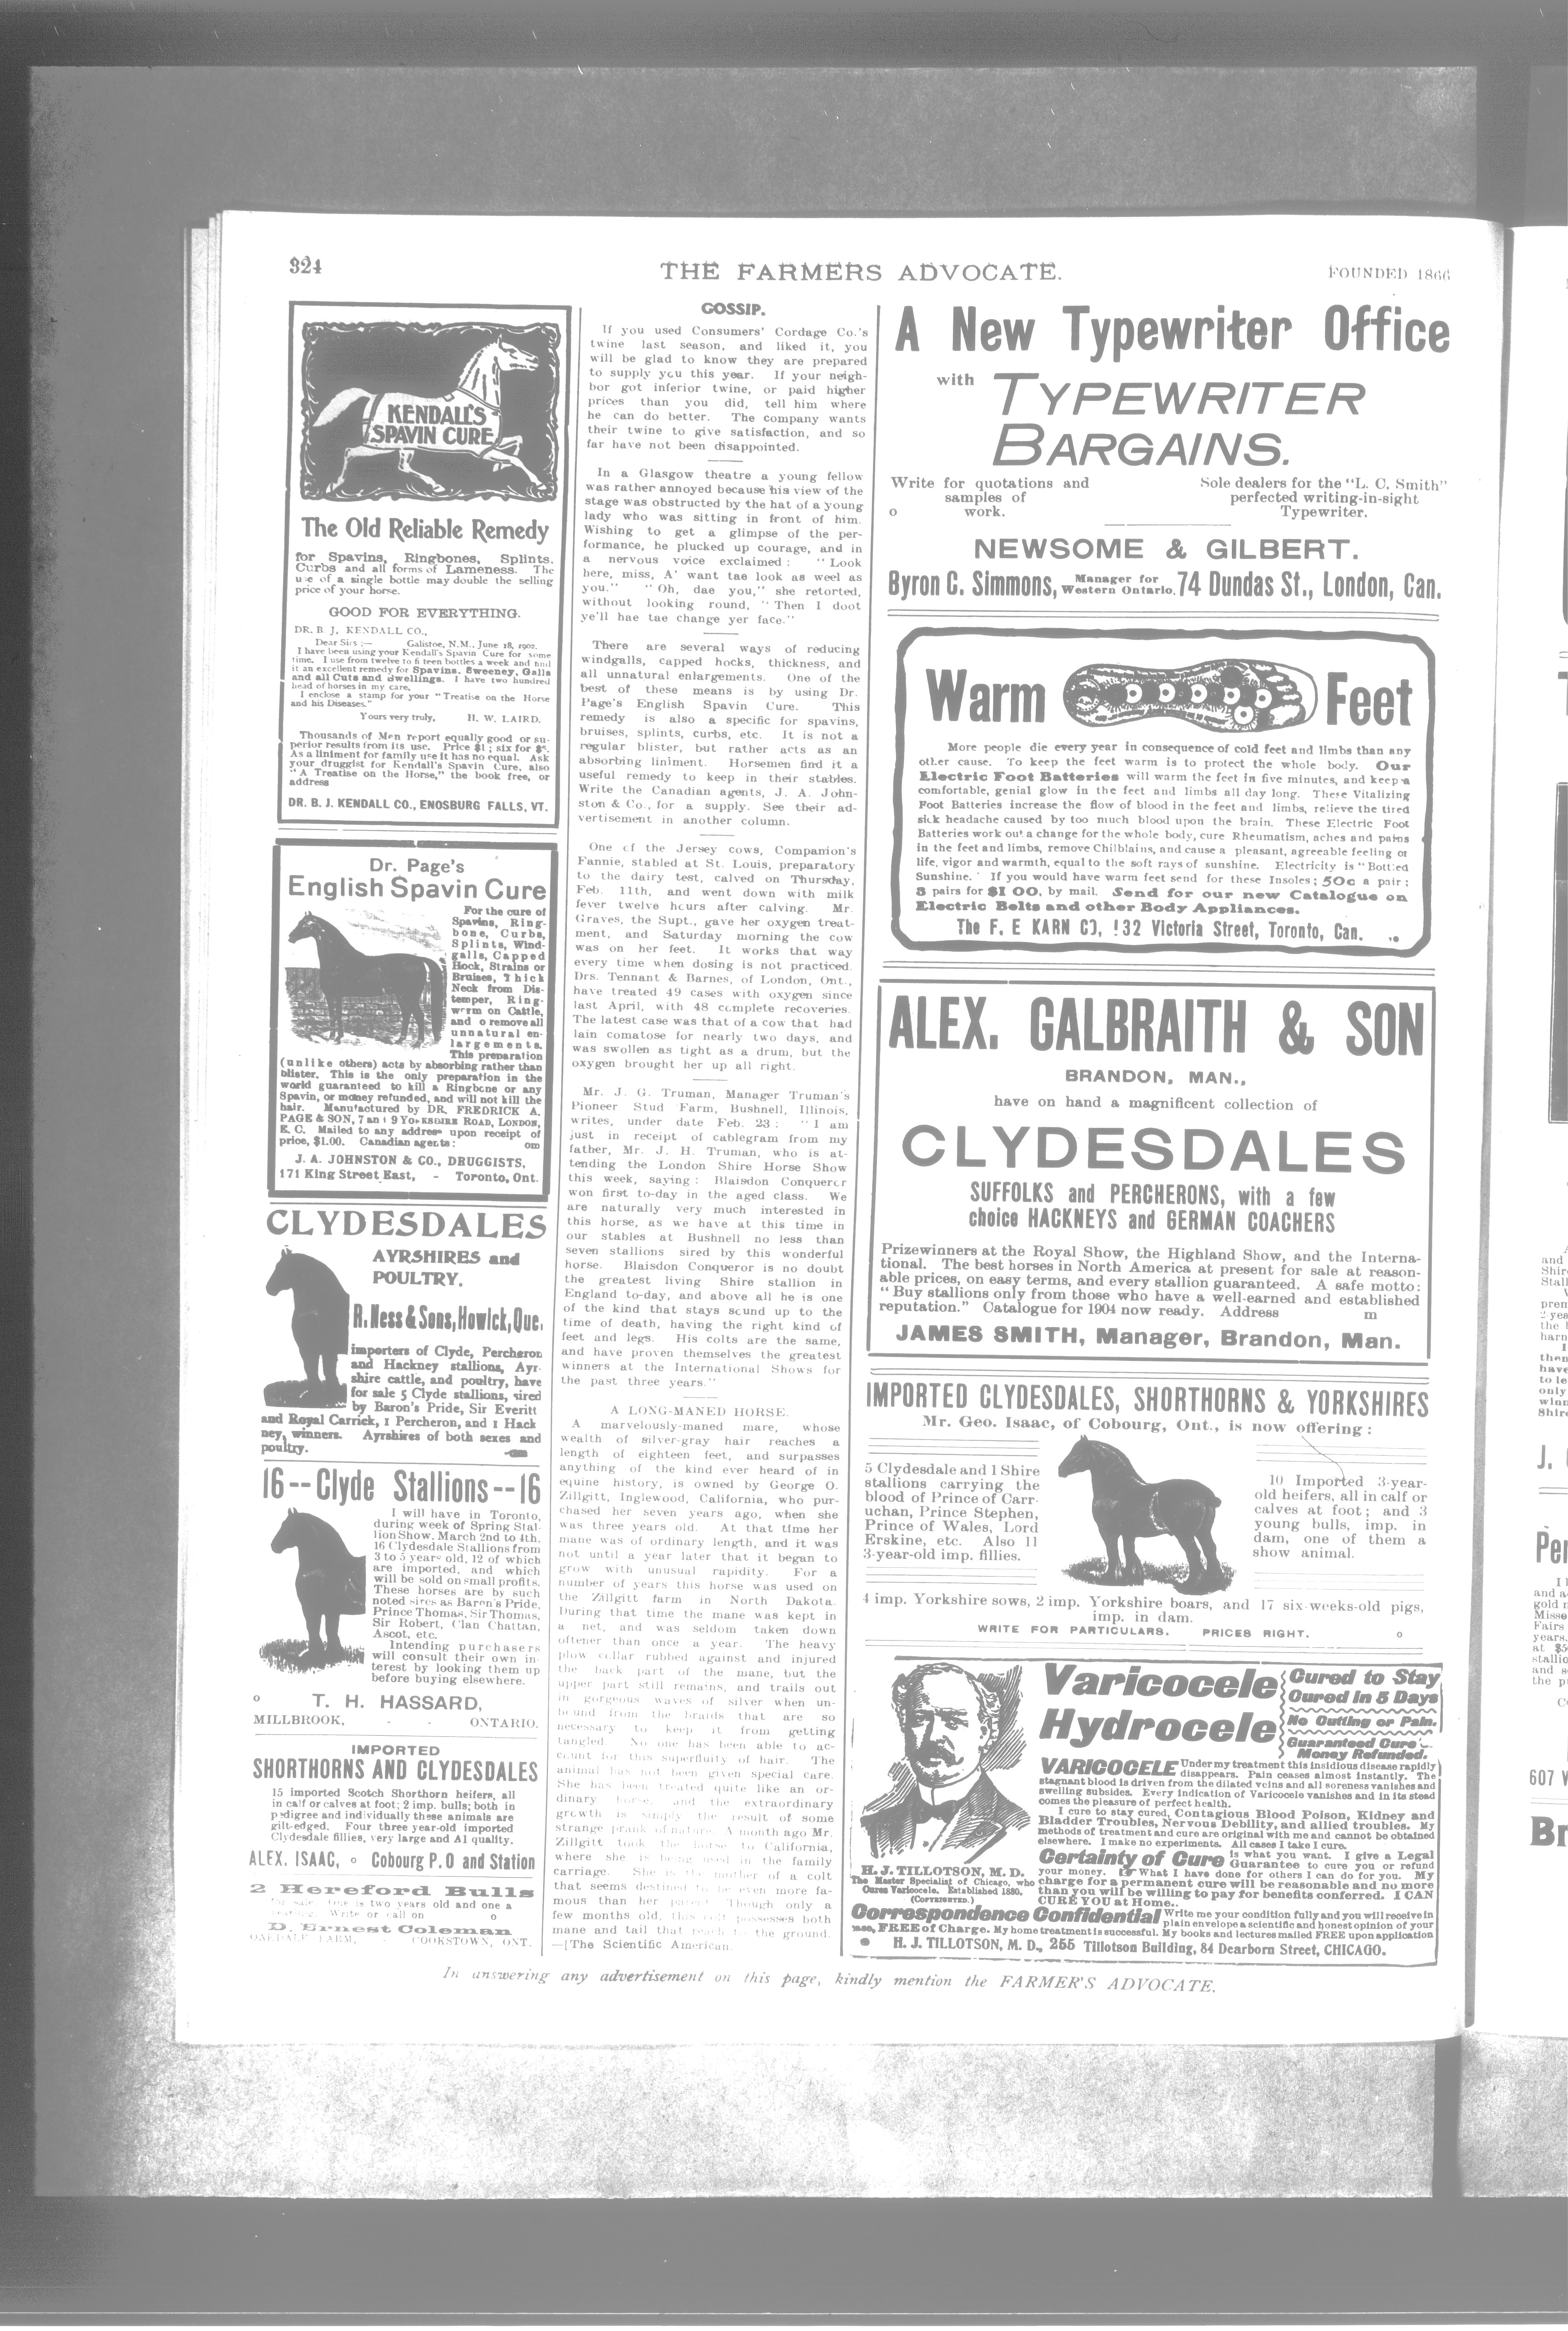 324
THE FARMERS ADVOCATE.
FOUNDED 1866
KENDALL'S
SPAVIN CURE
The Old Reliable Remedy
for Spavins, Ringbones, Splints.
Curbs and all forms of Lameness. The
use of a single bottle may double the selling
price of your horse.
GOOD FOR EVERYTHING.
DR. B. J. KENDALL CO.,
Dear Sirs :— Galistoe, N.M., June 18, 1902.
I have been using your Kendall's Spavin Cure for some
time. I use from twelve to fifteen bottles a week and find
it an excellent remedy for Spavins, Sweeney, Galls
and all Cuts and Swellings. I have two hundred
head of horses in my care,
I enclose a stamp for your "Treatise on the Horse
and his Diseases."
Yours very truly, H. W. LAIRD.
Thousands of Men report equally good or su-
perior results from its use. Price $1; six for $5.
As a liniment for family use it has no equal. Ask
your druggist for Kendall's Spavin Cure, also
"A Treatise on the Horse," the book free, or
address
DR. B. J. KENDALL CO., ENOSBURG FALLS, VT.
Dr. Page's
English Spavin Cure
For the cure of
Spavins, Ring-
bone, Curbs,
Splints, Wind-
galls, Capped
Hock, Strains or
Bruises, Thick
Neck from Dis-
temper, Ring-
worm on Cattle,
and to remove all
unnatural en-
largements.
This preparation
(unlike others) acts by absorbing rather than
blister. This is the only preparation in the
world guaranteed to kill a Ringbone or any
Spavin, or money refunded, and will not kill the
hair. Manufactured by DR. FREDRICK A.
PAGE & SON, 7 and 9 YORKSHIRE ROAD, LONDON,
E. C. Mailed to any address upon receipt of
price, $1.00. Canadian agents: om
J. A. JOHNSTON & CO., DRUGGISTS,
171 King Street East, - Toronto, Ont.
CLYDESDALES
AYRSHIRES and
POULTRY.
R. Ness & Sons, Howick, Que.
importers of Clyde, Percheron
and Hackney stallions, Ayr-
shire cattle, and poultry, have
for sale 5 Clyde stallions, sired
by Baron's Pride, Sir Everitt
and Royal Carrick, 1 Percheron, and 1 Hack
ney, winners. Ayrshires of both sexes and
poultry. -om
16--Clyde Stallions--16
I will have in Toronto,
during week of Spring Stal-
lion Show, March 2nd to 4th,
16 Clydesdale Stallions from
3 to 5 years old, 12 of which
are imported, and which
will be sold on small profits.
These horses are by such
noted sires as Baron's Pride,
Prince Thomas, Sir Thomas,
Sir Robert, Clan Chattan,
Ascot, etc.
Intending purchasers
will consult their own in-
terest by looking them up
before buying elsewhere.
o T. H. HASSARD,
MILLBROOK, - - ONTARIO.
IMPORTED
SHORTHORNS AND CLYDESDALES
15 imported Scotch Shorthorn heifers, all
in calf or calves at foot; 2 imp. bulls; both in
pedigree and individually these animals are
gilt-edged. Four three year-old imported
Clydesdale fillies, very large and A1 quality.
ALEX. ISAAC, o Cobourg P.O and Station
2 Hereford Bulls
for sale. One is two years old and one a
yearling. Write or call on o
D. Ernest Coleman
OAKDALE FARM, - COOKSTOWN, ONT.
GOSSIP.
If you used Consumers' Cordage Co.'s
twine last season, and liked it, you
will be glad to know they are prepared
to supply you this year. If your neigh-
bor got inferior twine, or paid higher
prices than you did, tell him where
he can do better. The company wants
their twine to give satisfaction, and so
far have not been disappointed.
In a Glasgow theatre a young fellow
was rather annoyed because his view of the
stage was obstructed by the hat of a young
lady who was sitting in front of him.
Wishing to get a glimpse of the per-
formance, he plucked up courage, and in
a nervous voice exclaimed : "Look
here, miss, A' want tae look as weel as
you." "Oh, dae you," she retorted,
without looking round, "Then I doot
ye'll hae tae change yer face."
There are several ways of reducing
windgalls, capped hocks, thickness, and
all unnatural enlargements. One of the
best of these means is by using Dr.
Page's English Spavin Cure. This
remedy is also a specific for spavins,
bruises, splints, curbs, etc. It is not a
regular blister, but rather acts as an
absorbing liniment. Horsemen find it a
useful remedy to keep in their stables.
Write the Canadian agents, J. A. John-
ston & Co., for a supply. See their ad-
vertisement in another column.
One of the Jersey cows, Companion's
Fannie, stabled at St. Louis, preparatory
to the dairy test, calved on Thursday,
Feb. 11th, and went down with milk
fever twelve hours after calving. Mr.
Graves, the Supt., gave her oxygen treat-
ment, and Saturday morning the cow
was on her feet. It works that way
every time when dosing is not practiced.
Drs. Tennant & Barnes, of London, Ont.,
have treated 49 cases with oxygen since
last April, with 48 complete recoveries.
The latest case was that of a cow that had
lain comatose for nearly two days, and
was swollen as tight as a drum, but the
oxygen brought her up all right.
Mr. J. G. Truman, Manager Truman's
Pioneer Stud Farm, Bushnell, Illinois,
writes, under date Feb. 23 : "I am
just in receipt of cablegram from my
father, Mr. J. H. Truman, who is at-
tending the London Shire Horse Show
this week, saying : Blaisdon Conqueror
won first to-day in the aged class. We
are naturally very much interested in
this horse, as we have at this time in
our stables at Bushnell no less than
seven stallions sired by this wonderful
horse. Blaisdon Conqueror is no doubt
the greatest living Shire stallion in
England to-day, and above all he is one
of the kind that stays sound up to the
time of death, having the right kind of
feet and legs. His colts are the same,
and have proven themselves the greatest
winners at the International Shows for
the past three years."
A LONG-MANED HORSE.
A marvelously-maned mare, whose
wealth of silver-gray hair reaches a
length of eighteen feet, and surpasses
anything of the kind ever heard of in
equine history, is owned by George O.
Zillgitt, Inglewood, California, who pur-
chased her seven years ago, when she
was three years old. At that time her
mane was of ordinary length, and it was
not until a year later that it began to
grow with unusual rapidity. For a
number of years this horse was used on
the Zillgitt farm in North Dakota.
During that time the mane was kept in
a net, and was seldom taken down
oftener than once a year. The heavy
plow collar rubbed against and injured
the back part of the mane, but the
upper part still remains, and trails out
in gorgeous waves of silver when un-
bound from the braids that are so
necessary to keep it from getting
tangled. No one has been able to ac-
count for this superfluity of hair. The
animal has not been given special care.
She has been treated quite like an or-
dinary horse, and the extraordinary
growth is simply the result of some
strange prank of nature. A month ago Mr.
Zillgitt took the horse to California,
where she is being used in the family
carriage. She is the mother of a colt
that seems destined to be even more fa-
mous than her parent. Though only a
few months old, this colt possesses both
mane and tail that reach to the ground.
—[The Scientific American.
A New Typewriter Office
with TYPEWRITER
BARGAINS.
Write for quotations and
samples of
o work.
Sole dealers for the "L. C. Smith"
perfected writing-in-sight
Typewriter.
NEWSOME & GILBERT.
Byron C. Simmons, Manager for Western Ontario. 74 Dundas St., London, Can.
Warm Feet
More people die every year in consequence of cold feet and limbs than any
other cause. To keep the feet warm is to protect the whole body. Our
Electric Foot Batteries will warm the feet in five minutes, and keep a
comfortable, genial glow in the feet and limbs all day long. These Vitalizing
Foot Batteries increase the flow of blood in the feet and limbs, relieve the tired
sick headache caused by too much blood upon the brain. These Electric Foot
Batteries work out a change for the whole body, cure Rheumatism, aches and pains
in the feet and limbs, remove Chilblains, and cause a pleasant, agreeable feeling of
life, vigor and warmth, equal to the soft rays of sunshine. Electricity is "Bottled
Sunshine." If you would have warm feet send for these Insoles; 50c a pair;
3 pairs for $1 00, by mail. Send for our new Catalogue on
Electric Belts and other Body Appliances.
The F. E KARN CO, 132 Victoria Street, Toronto, Can.
ALEX. GALBRAITH & SON
BRANDON, MAN.,
have on hand a magnificent collection of
CLYDESDALES
SUFFOLKS and PERCHERONS, with a few
choice HACKNEYS and GERMAN COACHERS
Prizewinners at the Royal Show, the Highland Show, and the Interna-
tional. The best horses in North America at present for sale at reason-
able prices, on easy terms, and every stallion guaranteed. A safe motto:
"Buy stallions only from those who have a well-earned and established
reputation." Catalogue for 1904 now ready. Address m
JAMES SMITH, Manager, Brandon, Man.
IMPORTED CLYDESDALES, SHORTHORNS & YORKSHIRES
Mr. Geo. Isaac, of Cobourg, Ont., is now offering :
5 Clydesdale and 1 Shire
stallions carrying the
blood of Prince of Carr-
uchan, Prince Stephen,
Prince of Wales, Lord
Erskine, etc. Also 11
3-year-old imp. fillies.
10 Imported 3-year-
old heifers, all in calf or
calves at foot; and 3
young bulls, imp. in
dam, one of them a
show animal.
4 imp. Yorkshire sows, 2 imp. Yorkshire boars, and 17 six-weeks-old pigs,
imp. in dam.
WRITE FOR PARTICULARS. PRICES RIGHT. o
Varicocele
Hydrocele
Cured to Stay
Cured in 5 Days
No Cutting or Pain.
Guaranteed Cure or
Money Refunded.
VARICOCELE Under my treatment this insidious disease rapidly
disappears. Pain ceases almost instantly. The
stagnant blood is driven from the dilated veins and all soreness vanishes and
swelling subsides. Every indication of Varicocele vanishes and in its stead
comes the pleasure of perfect health.
I cure to stay cured, Contagious Blood Poison, Kidney and
Bladder Troubles, Nervous Debility, and allied troubles. My
methods of treatment and cure are original with me and cannot be obtained
elsewhere. I make no experiments. All cases I take I cure.
Certainty of Cure is what you want. I give a Legal
Guarantee to cure you or refund
your money. What I have done for others I can do for you. My
charge for a permanent cure will be reasonable and no more
than you will be willing to pay for benefits conferred. I CAN
CURE YOU at Home.
H. J. TILLOTSON, M. D.
The Master Specialist of Chicago, who
Cures Varicocele. Established 1880.
(COPYRIGHTED.)
Correspondence Confidential Write me your condition fully and you will receive in
plain envelope a scientific and honest opinion of your
case, FREE of Charge. My home treatment is successful. My books and lectures mailed FREE upon application
H. J. TILLOTSON, M. D., 255 Tillotson Building, 84 Dearborn Street, CHICAGO.
In answering any advertisement on this page, kindly mention the FARMER'S ADVOCATE.